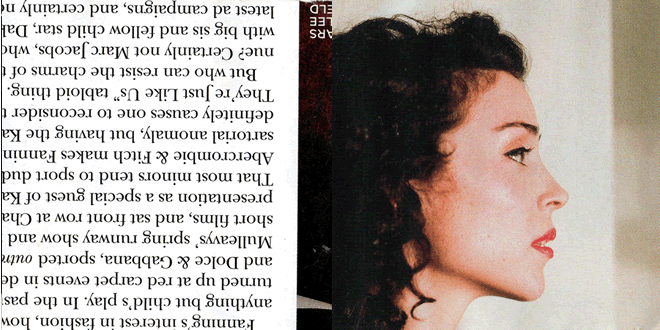 Fanning's interest in fashion, how
anything but child's play. In the pas
turned up at red carpet events in de
and Dolce & Gabbana, sported outr
Mulleavys' spring runway show and
short films, and sat front row at Cha
presentation as a special guest of Ka
That most minors tend to sport dud
Abercrombie & Fitch makes Fannin
sartorial anomaly, but having the Ka
definitely causes one to reconsider t
They're Just Like Us" tabloid thing.
But who can resist the charms of t
nue? Certainly not Marc Jacobs, who
with big sis and fellow child star, Dak
latest ad campaigns, and certainly n
ARS
LEE
ELD